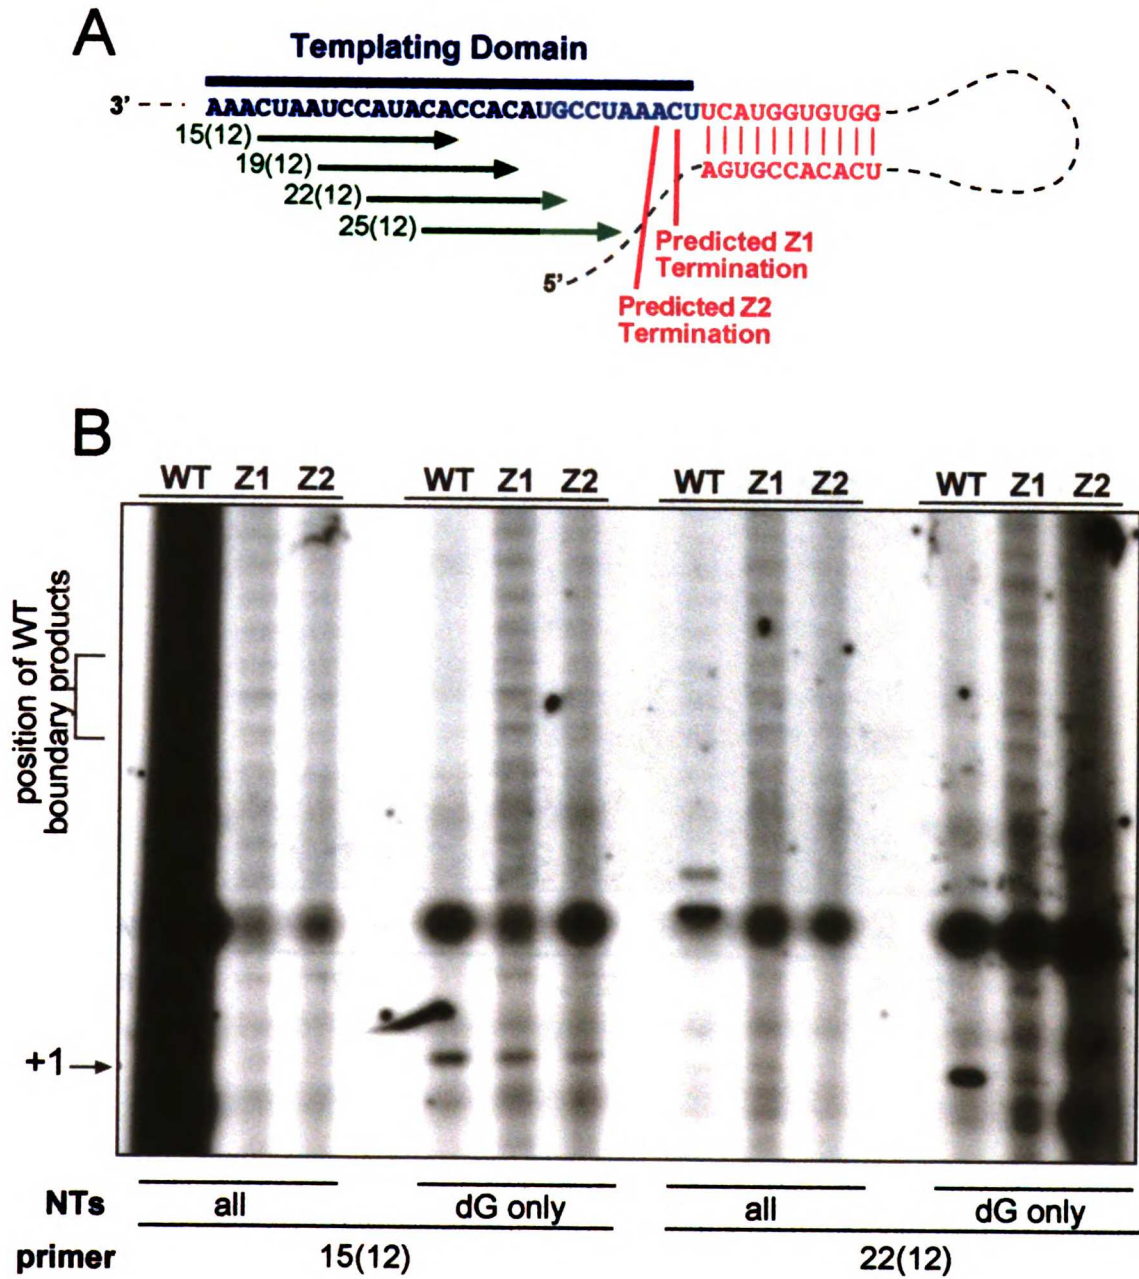 A
Templating Domain
3' AAACUAAUCCAUACACCACAUGCCUAAACUUCAUGGUGUGG
15(12)
AGUGCCACACU
19(12)
22(12)
25(12)
Predicted Z1
Termination
5'
Predicted Z2
Termination
B
WT Z1 Z2 WT Z1 Z2 WT Z1 Z2 WT Z1 Z2
position of WT
boundary products
+1
NTs all dG only all dG only
primer 15(12) 22(12)